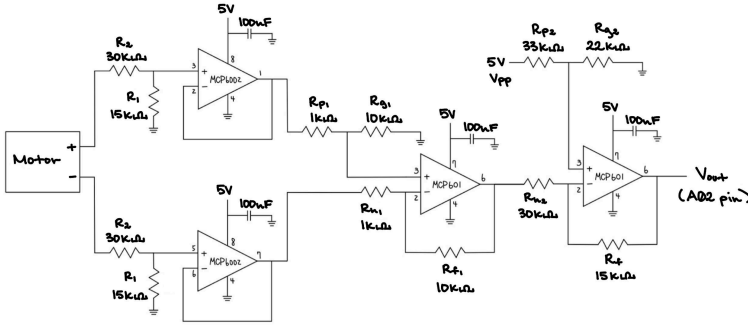 5V
100nF
R2
30kΩ
3
+
8
MCP6002
1
2
-
4
R1
15kΩ
Motor
+
-
Rp1
1kΩ
Rg1
10kΩ
5V
100nF
3
+
7
MCP601
6
2
-
4
Rn1
1kΩ
Rf1
10kΩ
R2
30kΩ
5V
100nF
5
+
8
MCP6002
7
6
-
4
R1
15kΩ
Rp2
33kΩ
Rg2
22kΩ
5V
Vpp
5V
100nF
3
+
7
MCP601
6
2
-
4
Rn2
30kΩ
Rf
15kΩ
Vout
(A02 pin)